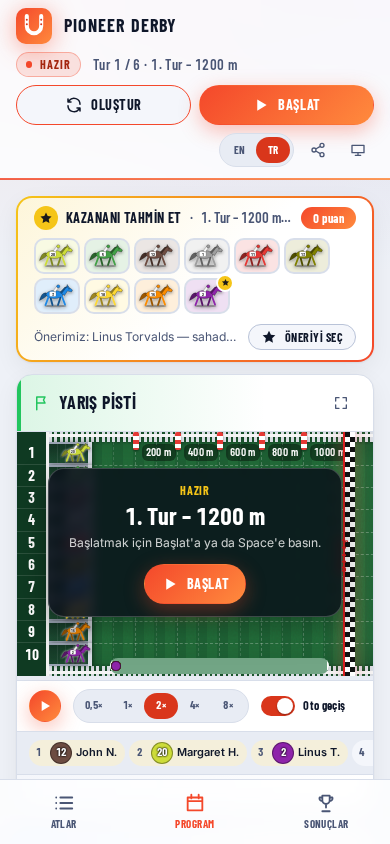 PIONEER DERBY
HAZIR
Tur 1 / 6 · 1. Tur – 1200 m
OLUŞTUR
BAŞLAT
EN
TR
KAZANANI TAHMİN ET · 1. Tur – 1200 m...
0 puan
Önerimiz: Linus Torvalds — sahad...
ÖNERİYİ SEÇ
YARIŞ PİSTİ
200 m 400 m 600 m 800 m 1000 m
1
2
3
4
5
6
7
8
9
10
HAZIR
1. Tur – 1200 m
Başlatmak için Başlat'a ya da Space'e basın.
BAŞLAT
0,5× 1× 2× 4× 8×
Oto geçiş
1 12 John N.
2 20 Margaret H.
3 2 Linus T.
4
ATLAR
PROGRAM
SONUÇLAR